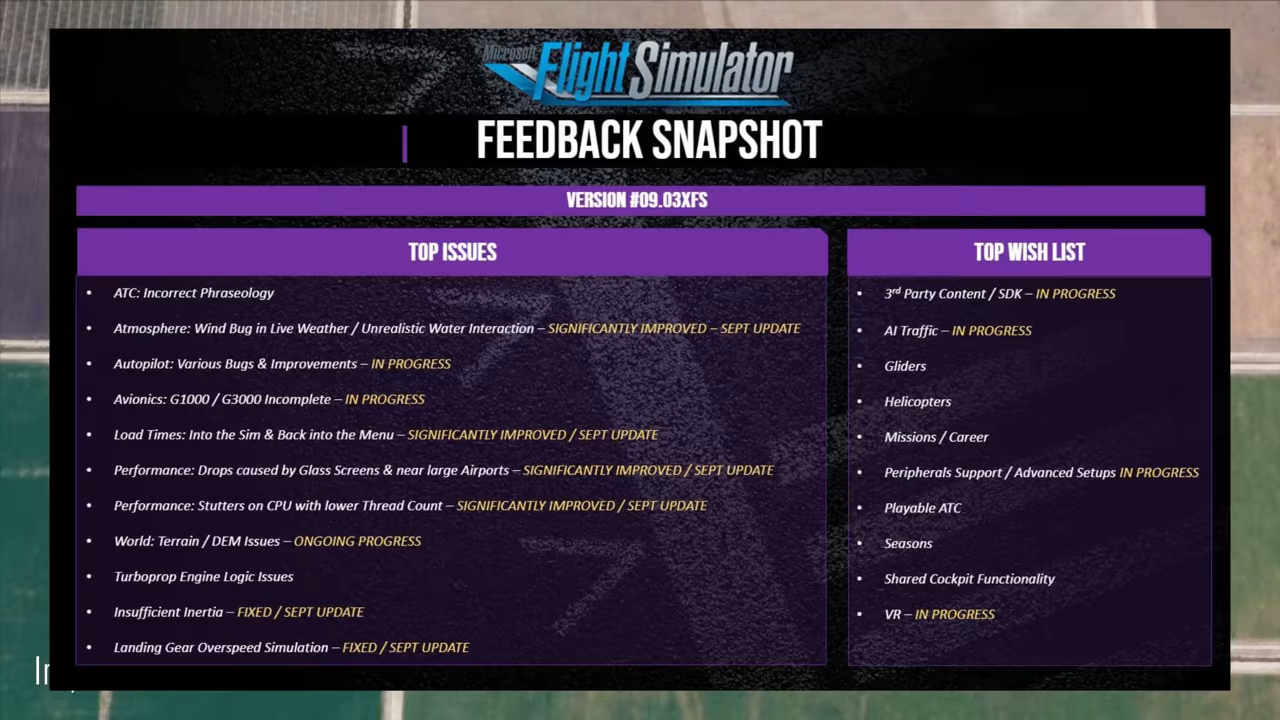 Microsoft
Flight Simulator
FEEDBACK SNAPSHOT
VERSION #09.03XFS
TOP ISSUES
• ATC: Incorrect Phraseology
• Atmosphere: Wind Bug in Live Weather / Unrealistic Water Interaction – SIGNIFICANTLY IMPROVED – SEPT UPDATE
• Autopilot: Various Bugs & Improvements – IN PROGRESS
• Avionics: G1000 / G3000 Incomplete – IN PROGRESS
• Load Times: Into the Sim & Back into the Menu – SIGNIFICANTLY IMPROVED / SEPT UPDATE
• Performance: Drops caused by Glass Screens & near large Airports – SIGNIFICANTLY IMPROVED / SEPT UPDATE
• Performance: Stutters on CPU with lower Thread Count – SIGNIFICANTLY IMPROVED / SEPT UPDATE
• World: Terrain / DEM Issues – ONGOING PROGRESS
• Turboprop Engine Logic Issues
• Insufficient Inertia – FIXED / SEPT UPDATE
• Landing Gear Overspeed Simulation – FIXED / SEPT UPDATE
TOP WISH LIST
• 3rd Party Content / SDK – IN PROGRESS
• AI Traffic – IN PROGRESS
• Gliders
• Helicopters
• Missions / Career
• Peripherals Support / Advanced Setups IN PROGRESS
• Playable ATC
• Seasons
• Shared Cockpit Functionality
• VR – IN PROGRESS